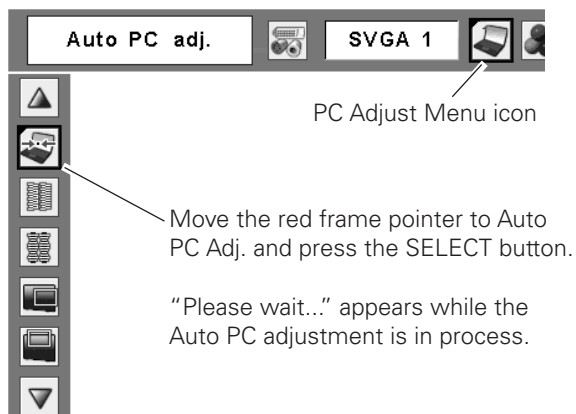 Auto PC adj.
SVGA 1
PC Adjust Menu icon
Move the red frame pointer to Auto
PC Adj. and press the SELECT button.
“Please wait...” appears while the
Auto PC adjustment is in process.